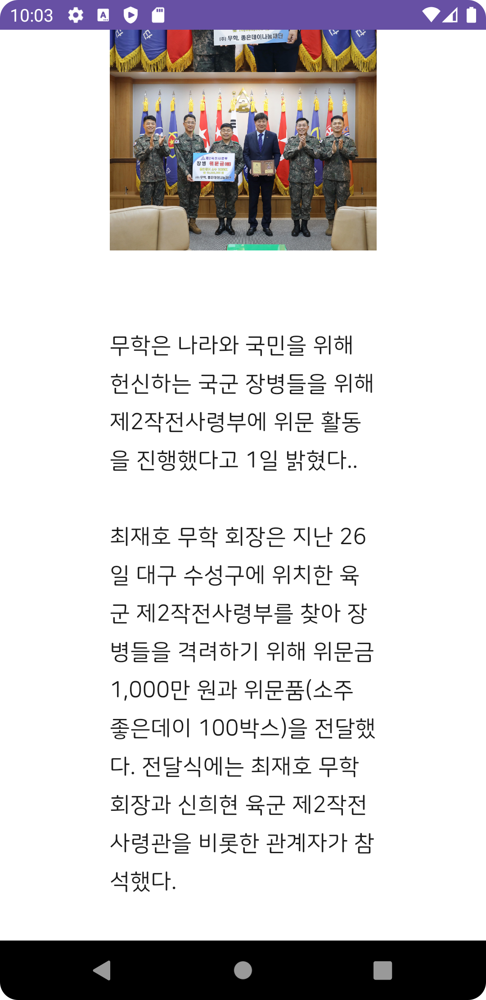 10:03
(주) 무학, 좋은데이나눔재단
2
제2작전사령부
장병 위문금
(주) 무학, 좋은데이나눔재단
무학은 나라와 국민을 위해
헌신하는 국군 장병들을 위해
제2작전사령부에 위문 활동
을 진행했다고 1일 밝혔다..
최재호 무학 회장은 지난 26
일 대구 수성구에 위치한 육
군 제2작전사령부를 찾아 장
병들을 격려하기 위해 위문금
1,000만 원과 위문품(소주
좋은데이 100박스)을 전달했
다. 전달식에는 최재호 무학
회장과 신희현 육군 제2작전
사령관을 비롯한 관계자가 참
석했다.